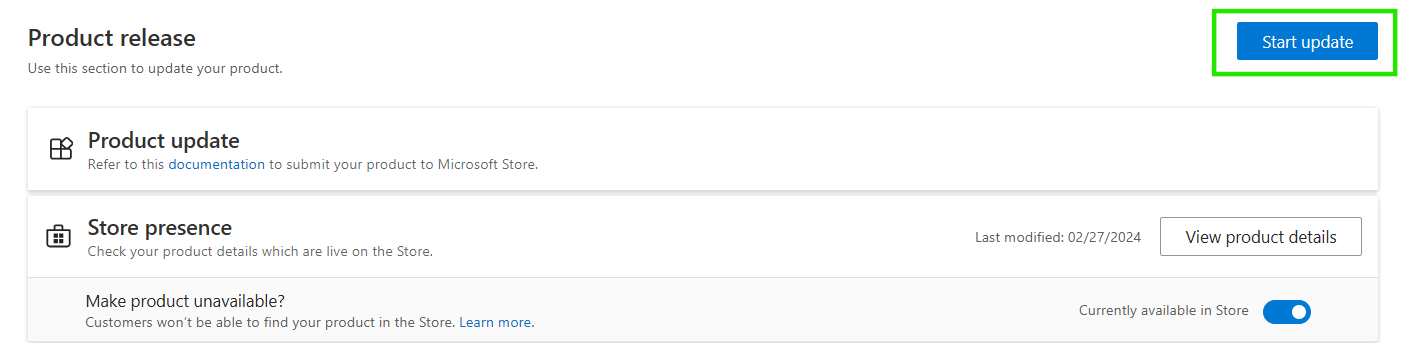 Product release
Start update
Use this section to update your product.
Product update
Refer to this documentation to submit your product to Microsoft Store.
Store presence
Check your product details which are live on the Store.
Last modified: 02/27/2024
View product details
Make product unavailable?
Customers won't be able to find your product in the Store. Learn more.
Currently available in Store